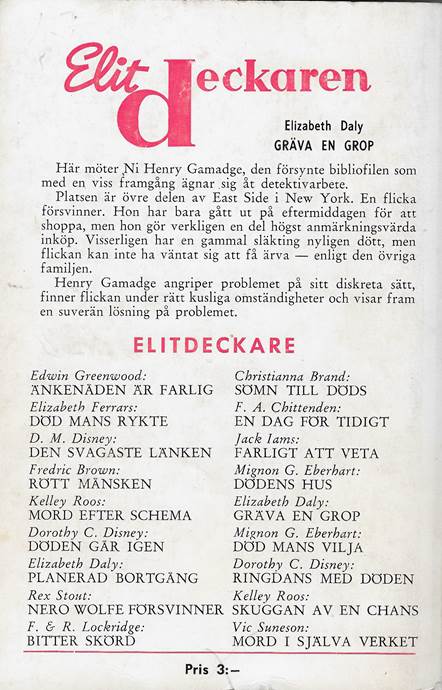 Elitdeckaren
Elizabeth Daly
GRÄVA EN GROP
Här möter Ni Henry Gamadge, den försynte bibliofilen som
med en viss framgång ägnar sig åt detektivarbete.
Platsen är övre delen av East Side i New York. En flicka
försvinner. Hon har bara gått ut på eftermiddagen för att
shoppa, men hon gör verkligen en del högst anmärkningsvärda
inköp. Visserligen har en gammal släkting nyligen dött, men
flickan kan inte ha väntat sig att få ärva — enligt den övriga
familjen.
Henry Gamadge angriper problemet på sitt diskreta sätt,
finner flickan under rätt kusliga omständigheter och visar fram
en suverän lösning på problemet.
ELITDECKARE
Edwin Greenwood:
ÄNKENÅDEN ÄR FARLIG
Elizabeth Ferrars:
DÖD MANS RYKTE
D. M. Disney:
DEN SVAGASTE LÄNKEN
Fredric Brown:
RÖTT MÅNSKEN
Kelley Roos:
MORD EFTER SCHEMA
Dorothy C. Disney:
DÖDEN GÅR IGEN
Elizabeth Daly:
PLANERAD BORTGÅNG
Rex Stout:
NERO WOLFE FÖRSVINNER
F. & R. Lockridge:
BITTER SKÖRD
Christianna Brand:
SÖMN TILL DÖDS
F. A. Chittenden:
EN DAG FÖR TIDIGT
Jack Iams:
FARLIGT ATT VETA
Mignon G. Eberhart:
DÖDENS HUS
Elizabeth Daly:
GRÄVA EN GROP
Mignon G. Eberhart:
DÖD MANS VILJA
Dorothy C. Disney:
RINGDANS MED DÖDEN
Kelley Roos:
SKUGGAN AV EN CHANS
Vic Suneson:
MORD I SJÄLVA VERKET
Pris 3:—